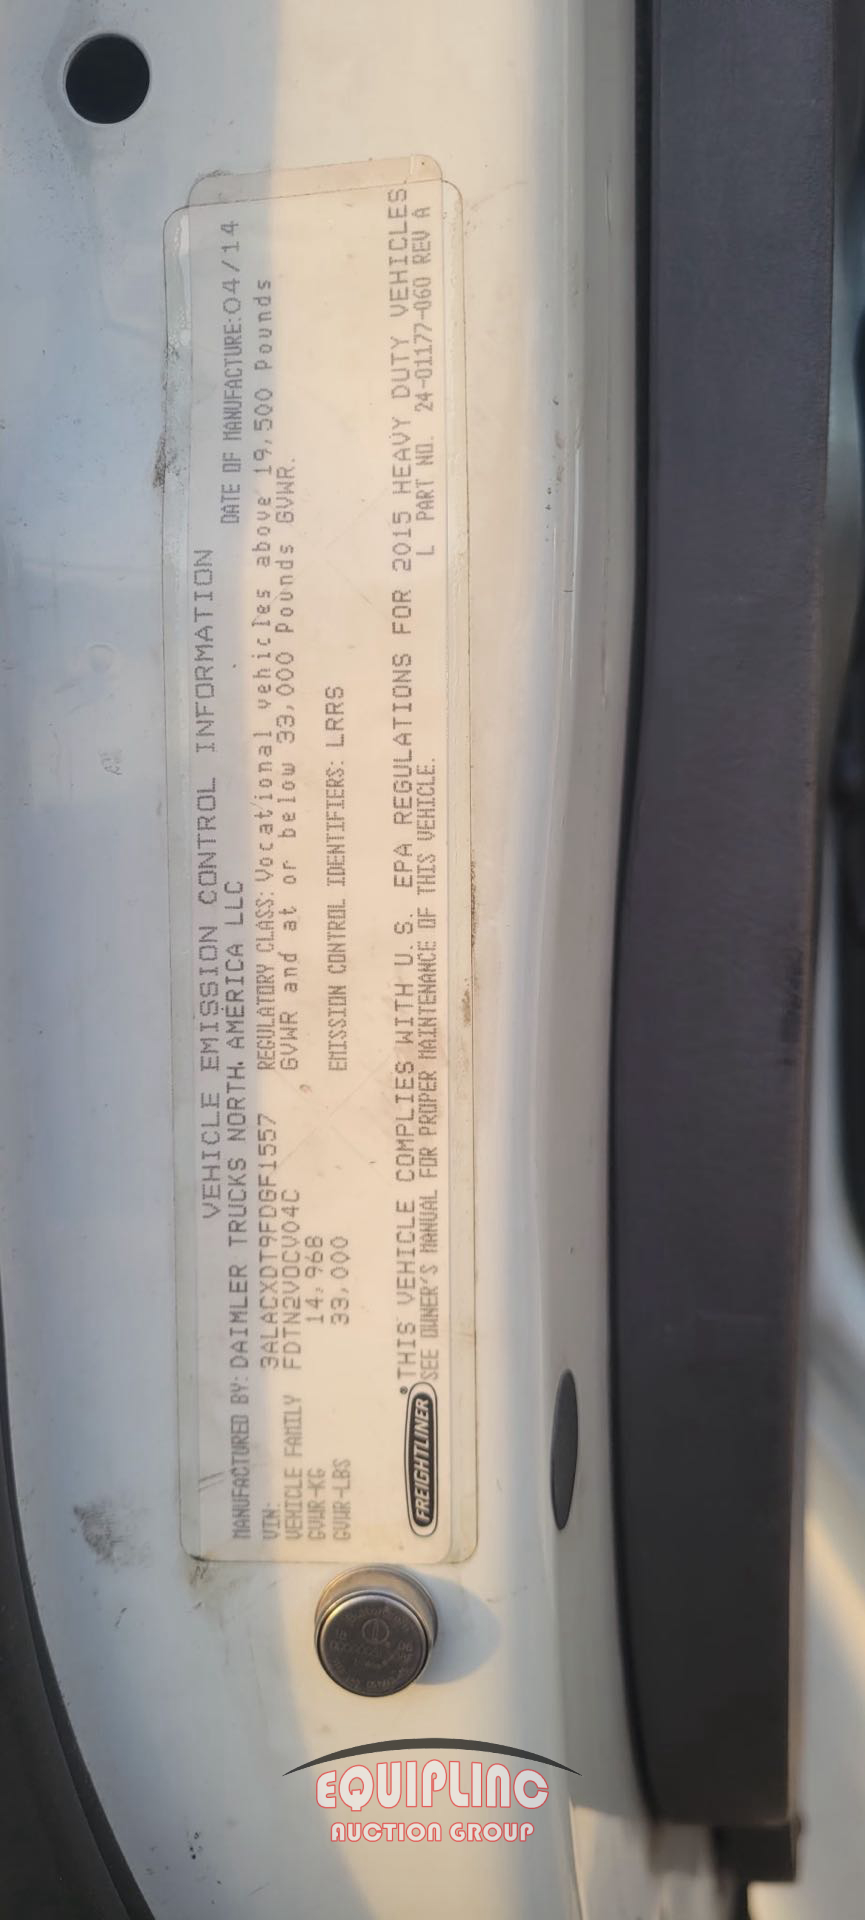 VEHICLE EMISSION CONTROL INFORMATION
MANUFACTURED BY: DAIMLER TRUCKS NORTH AMERICA LLC DATE OF MANUFACTURE: 04/14
VIN: 3ALACXDT9FDGF1557 REGULATORY CLASS: Vocational vehicles above 19,500 Pounds
VEHICLE FAMILY FDTN2VOCV04C GVWR and at or below 33,000 Pounds GVWR.
GVWR-KG 14,968
GVWR-LBS 33,000 EMISSION CONTROL IDENTIFIERS: LRRS
FREIGHTLINER THIS VEHICLE COMPLIES WITH U.S. EPA REGULATIONS FOR 2015 HEAVY DUTY VEHICLES.
SEE OWNER'S MANUAL FOR PROPER MAINTENANCE OF THIS VEHICLE. L PART NO. 24-01177-060 REV A
EQUIPLINC
AUCTION GROUP